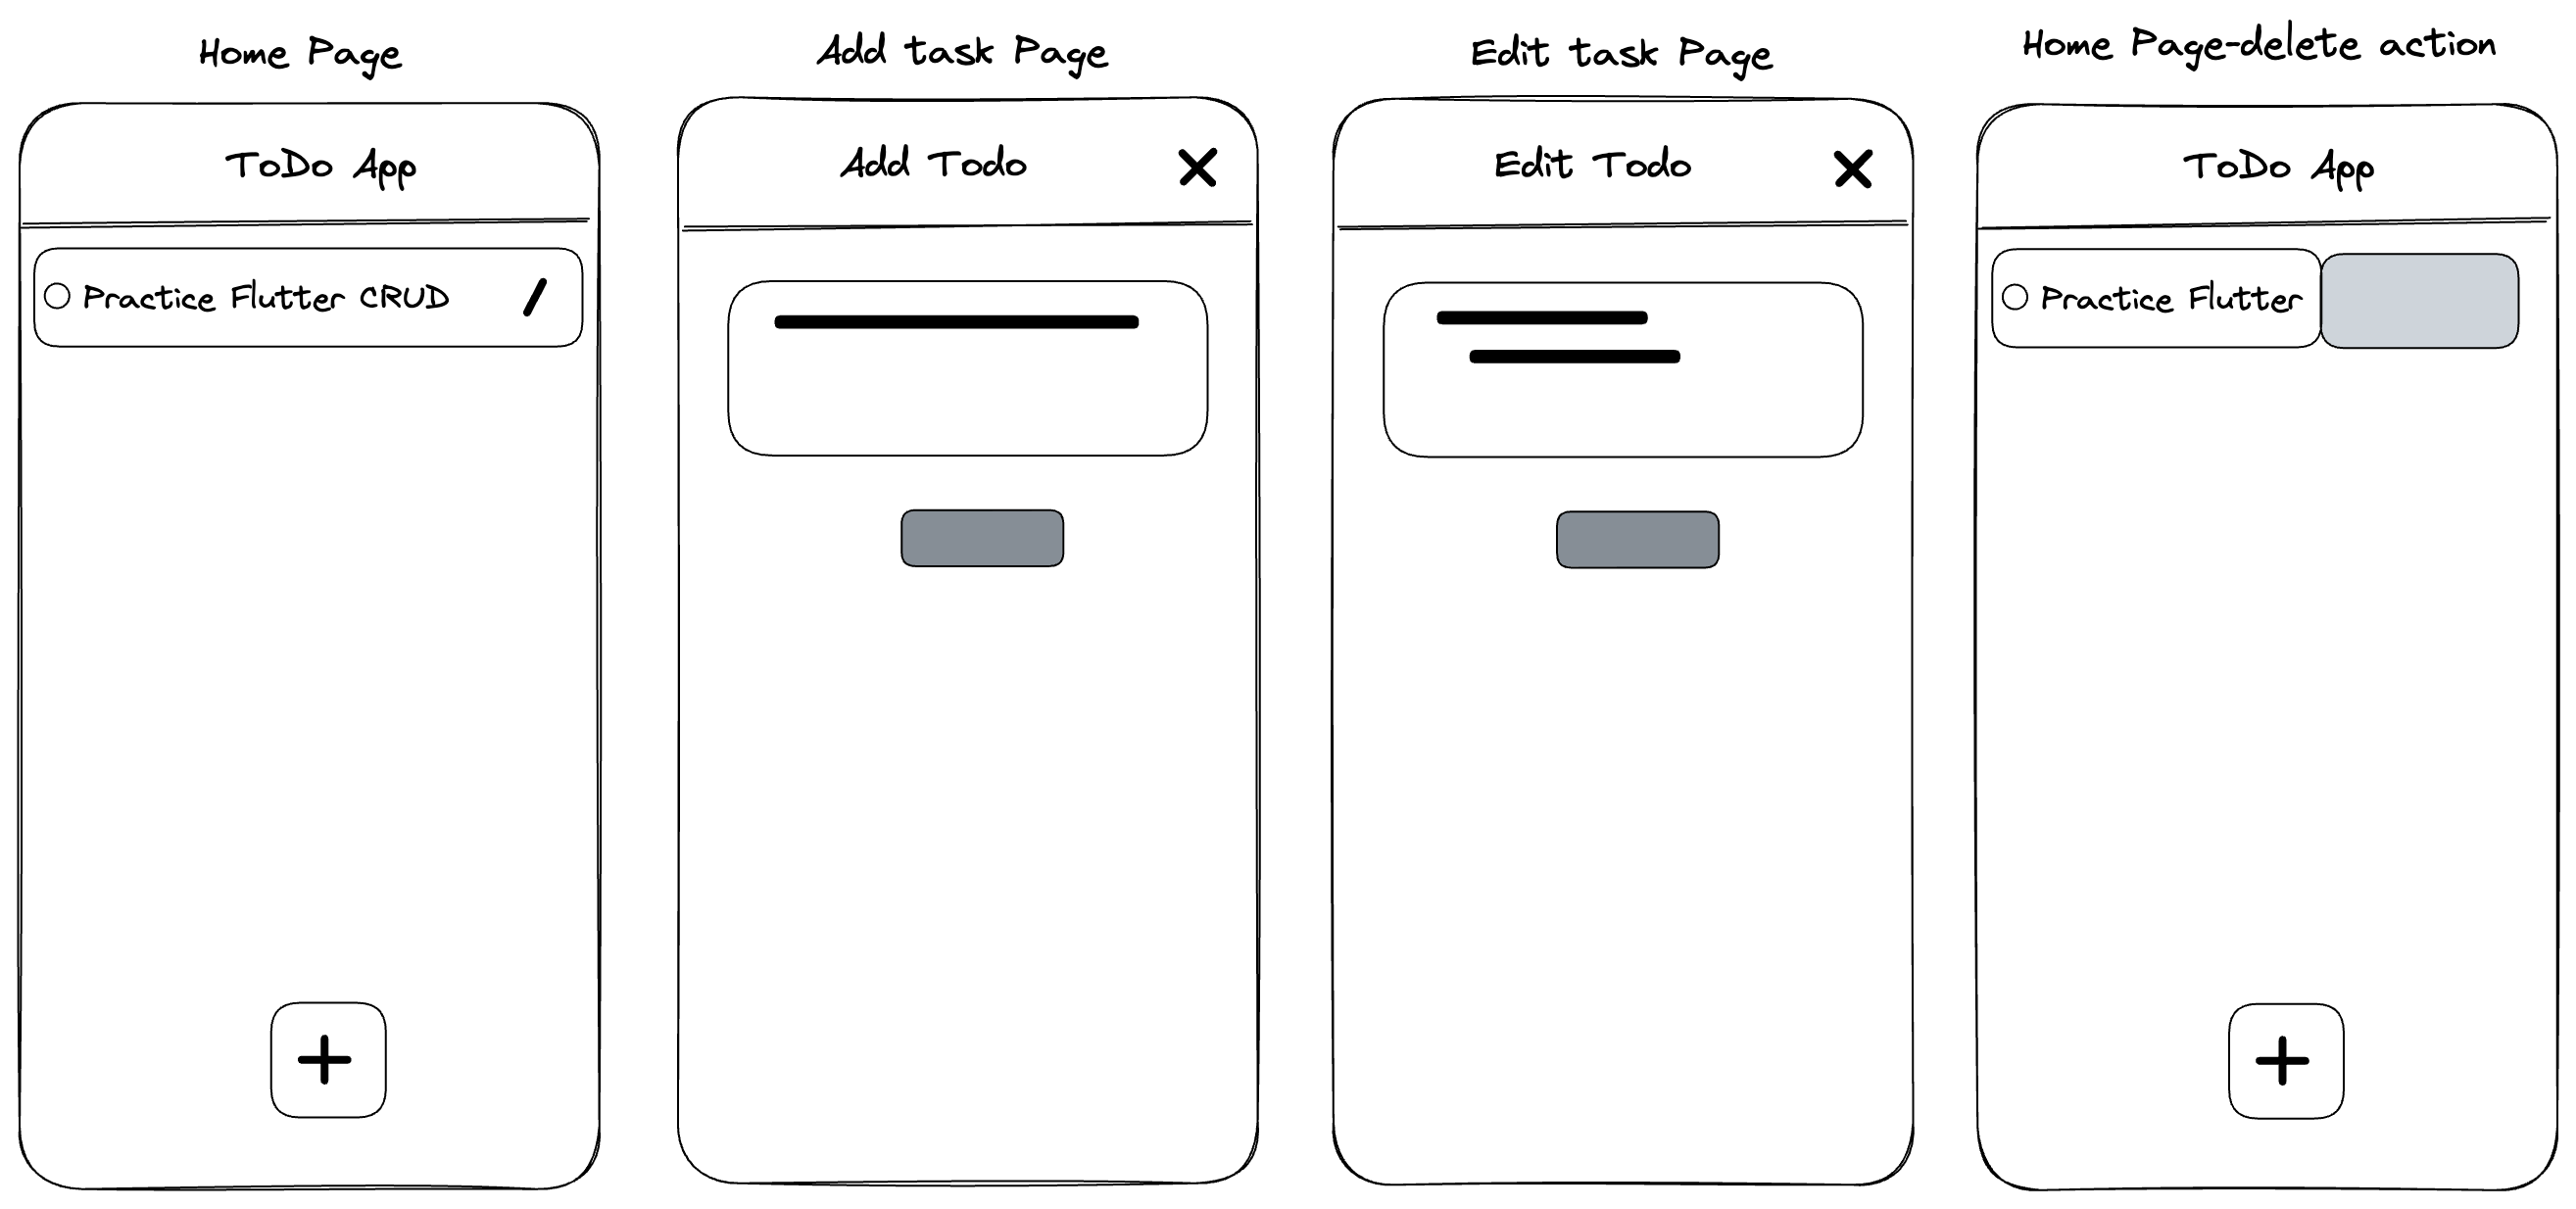 Home Page
ToDo App
Practice Flutter CRUD
Add task Page
Add Todo
Edit task Page
Edit Todo
Home Page-delete action
ToDo App
Practice Flutter